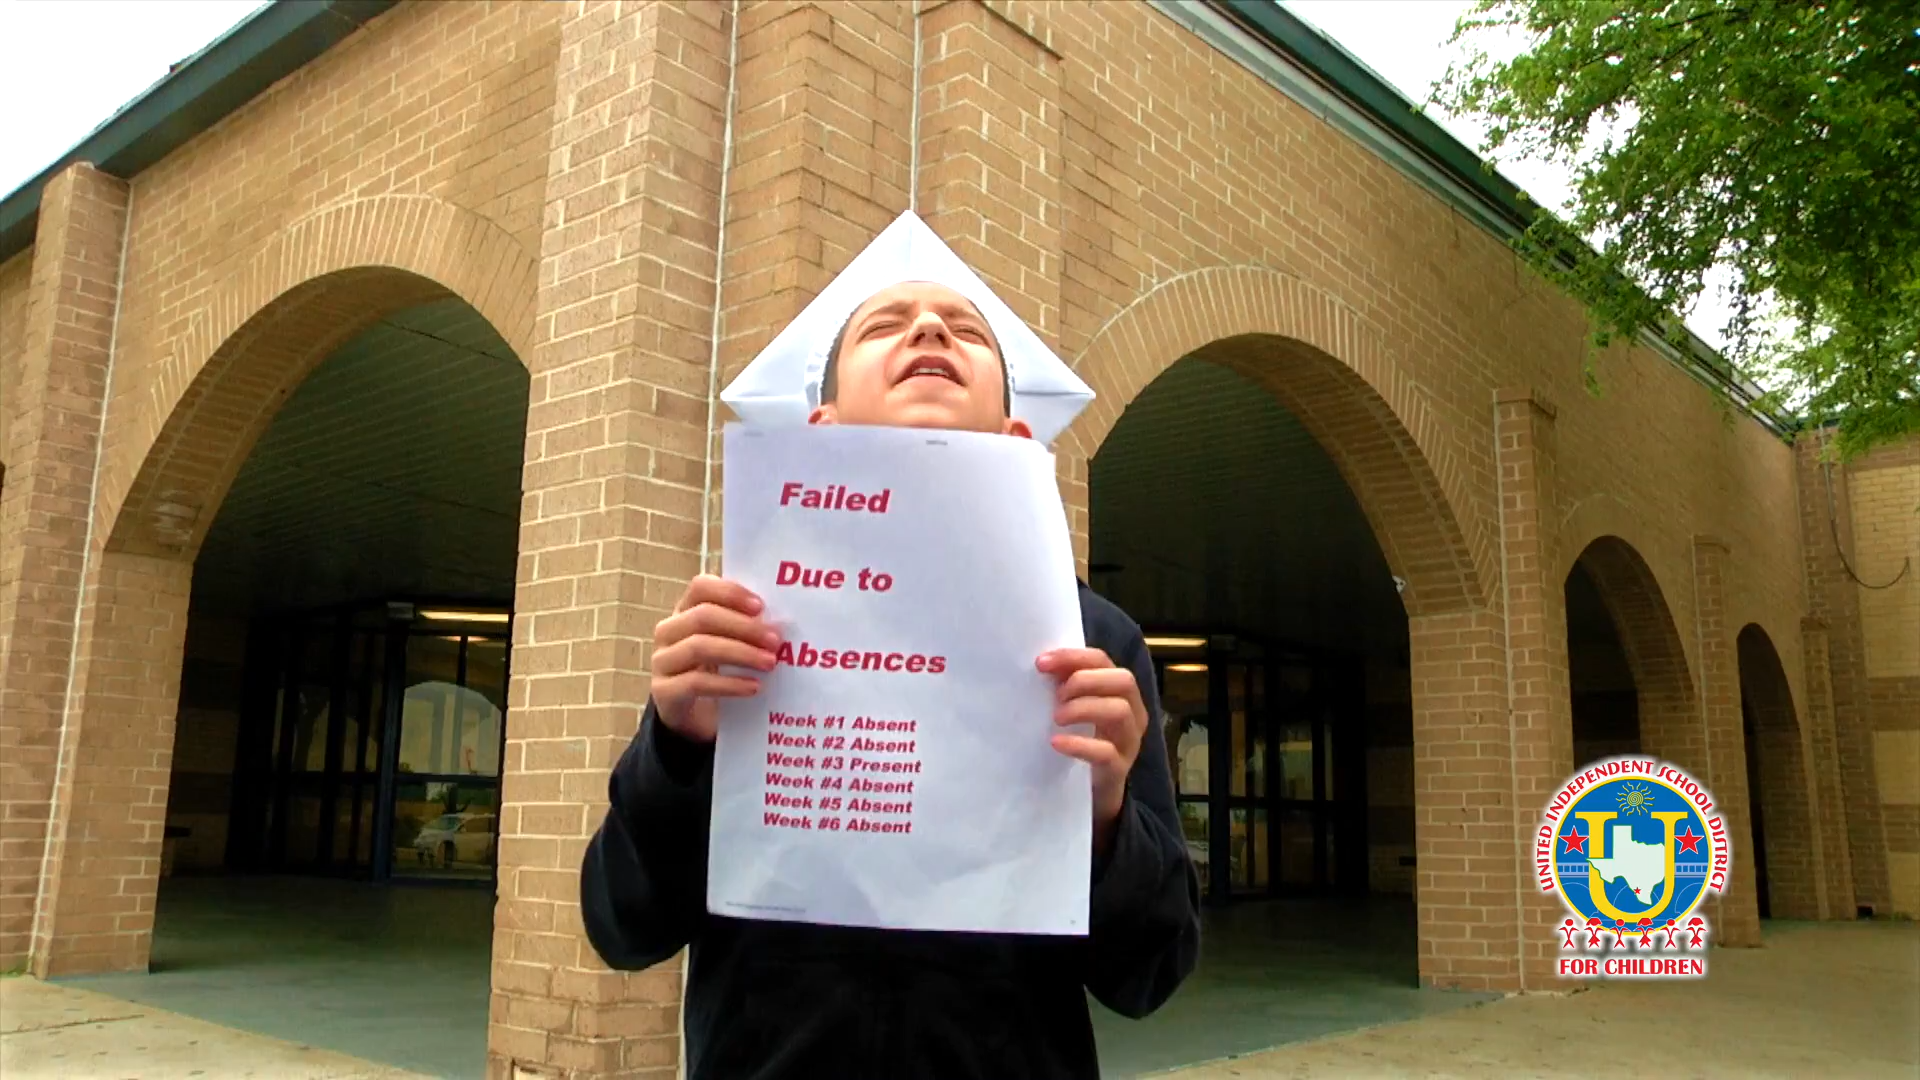 Failed
Due to
Absences
Week #1 Absent
Week #2 Absent
Week #3 Present
Week #4 Absent
Week #5 Absent
Week #6 Absent
UNITED INDEPENDENT SCHOOL DISTRICT
U
FOR CHILDREN